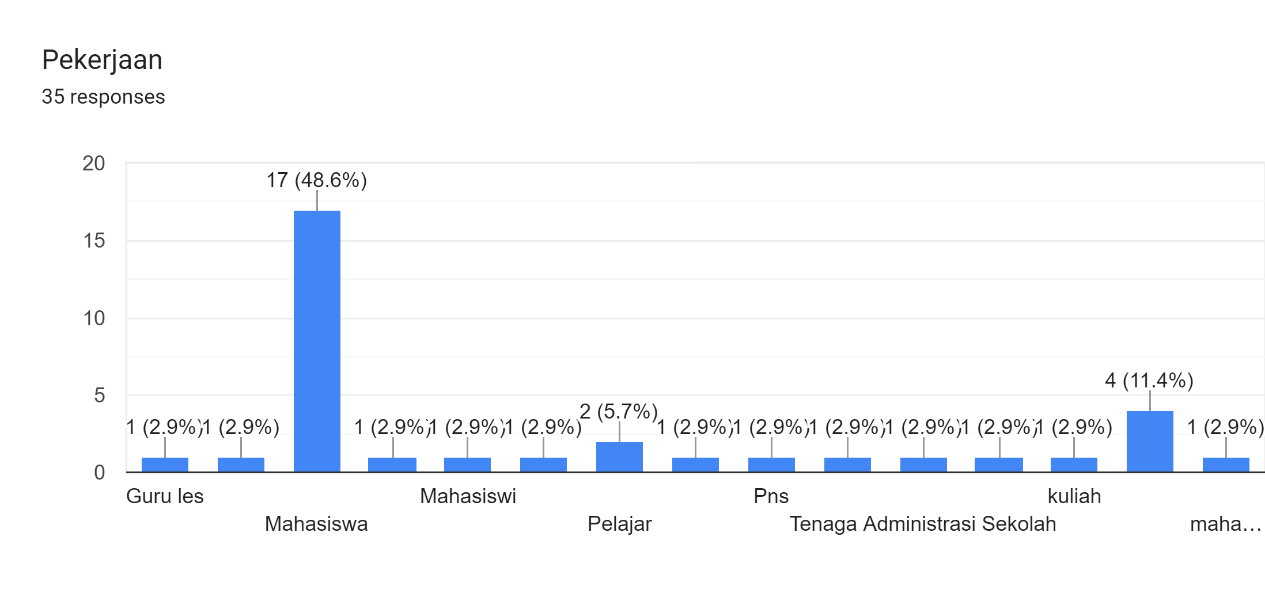 Pekerjaan
35 responses
20
17 (48.6%)
15
10
5
4 (11.4%)
2 (5.7%)
1 (2.9%) 1 (2.9%) 1 (2.9%) 1 (2.9%) 1 (2.9%) 1 (2.9%) 1 (2.9%) 1 (2.9%) 1 (2.9%) 1 (2.9%) 1 (2.9%) 1 (2.9%)
0
Guru les Mahasiswi Pns kuliah
Mahasiswa Pelajar Tenaga Administrasi Sekolah maha…